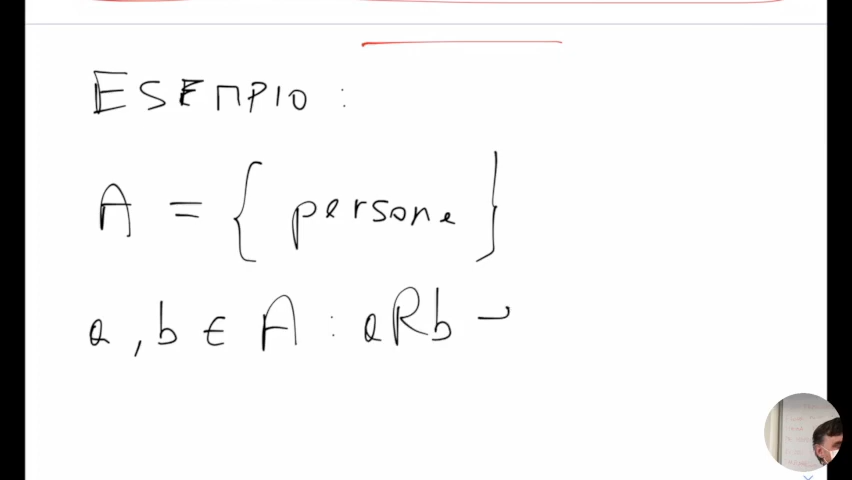 ESEMPIO :
A = { persone }
a, b ∈ A : aRb